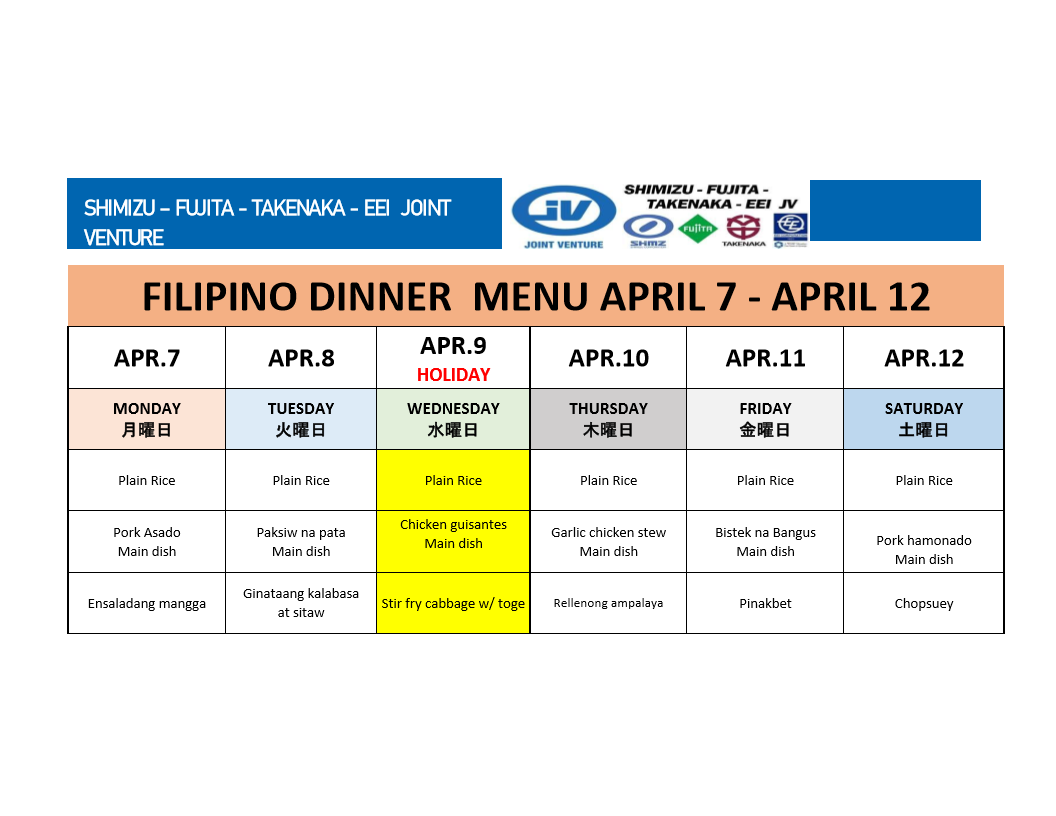 SHIMIZU – FUJITA - TAKENAKA - EEI JOINT
VENTURE
JV
JOINT VENTURE
SHIMIZU - FUJITA -
TAKENAKA - EEI JV
SHMZ
FUJITA
TAKENAKA
EEI
FILIPINO DINNER MENU APRIL 7 - APRIL 12
APR.7
APR.8
APR.9
HOLIDAY
APR.10
APR.11
APR.12
MONDAY
月曜日
TUESDAY
火曜日
WEDNESDAY
水曜日
THURSDAY
木曜日
FRIDAY
金曜日
SATURDAY
土曜日
Plain Rice
Plain Rice
Plain Rice
Plain Rice
Plain Rice
Plain Rice
Pork Asado
Main dish
Paksiw na pata
Main dish
Chicken guisantes
Main dish
Garlic chicken stew
Main dish
Bistek na Bangus
Main dish
Pork hamonado
Main dish
Ensaladang mangga
Ginataang kalabasa
at sitaw
Stir fry cabbage w/ toge
Rellenong ampalaya
Pinakbet
Chopsuey